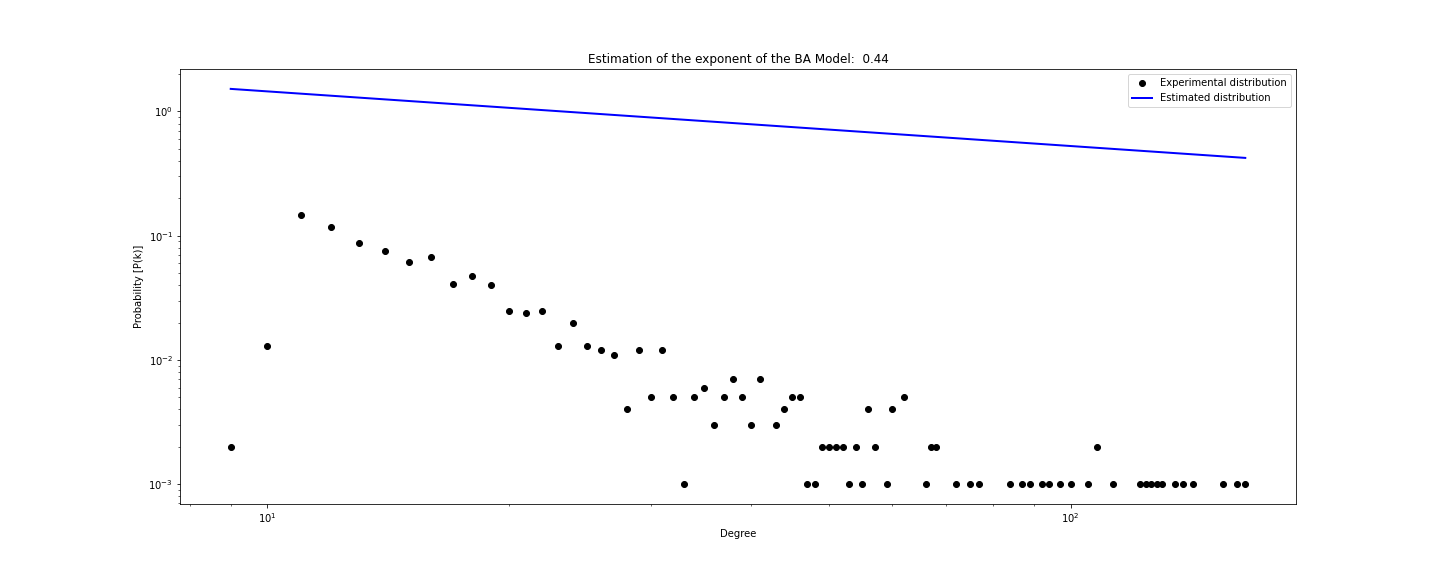 Estimation of the exponent of the BA Model:  0.44
Experimental distribution
Estimated distribution
Probability [P(k)]
10⁰
10⁻¹
10⁻²
10⁻³
10¹
10²
Degree